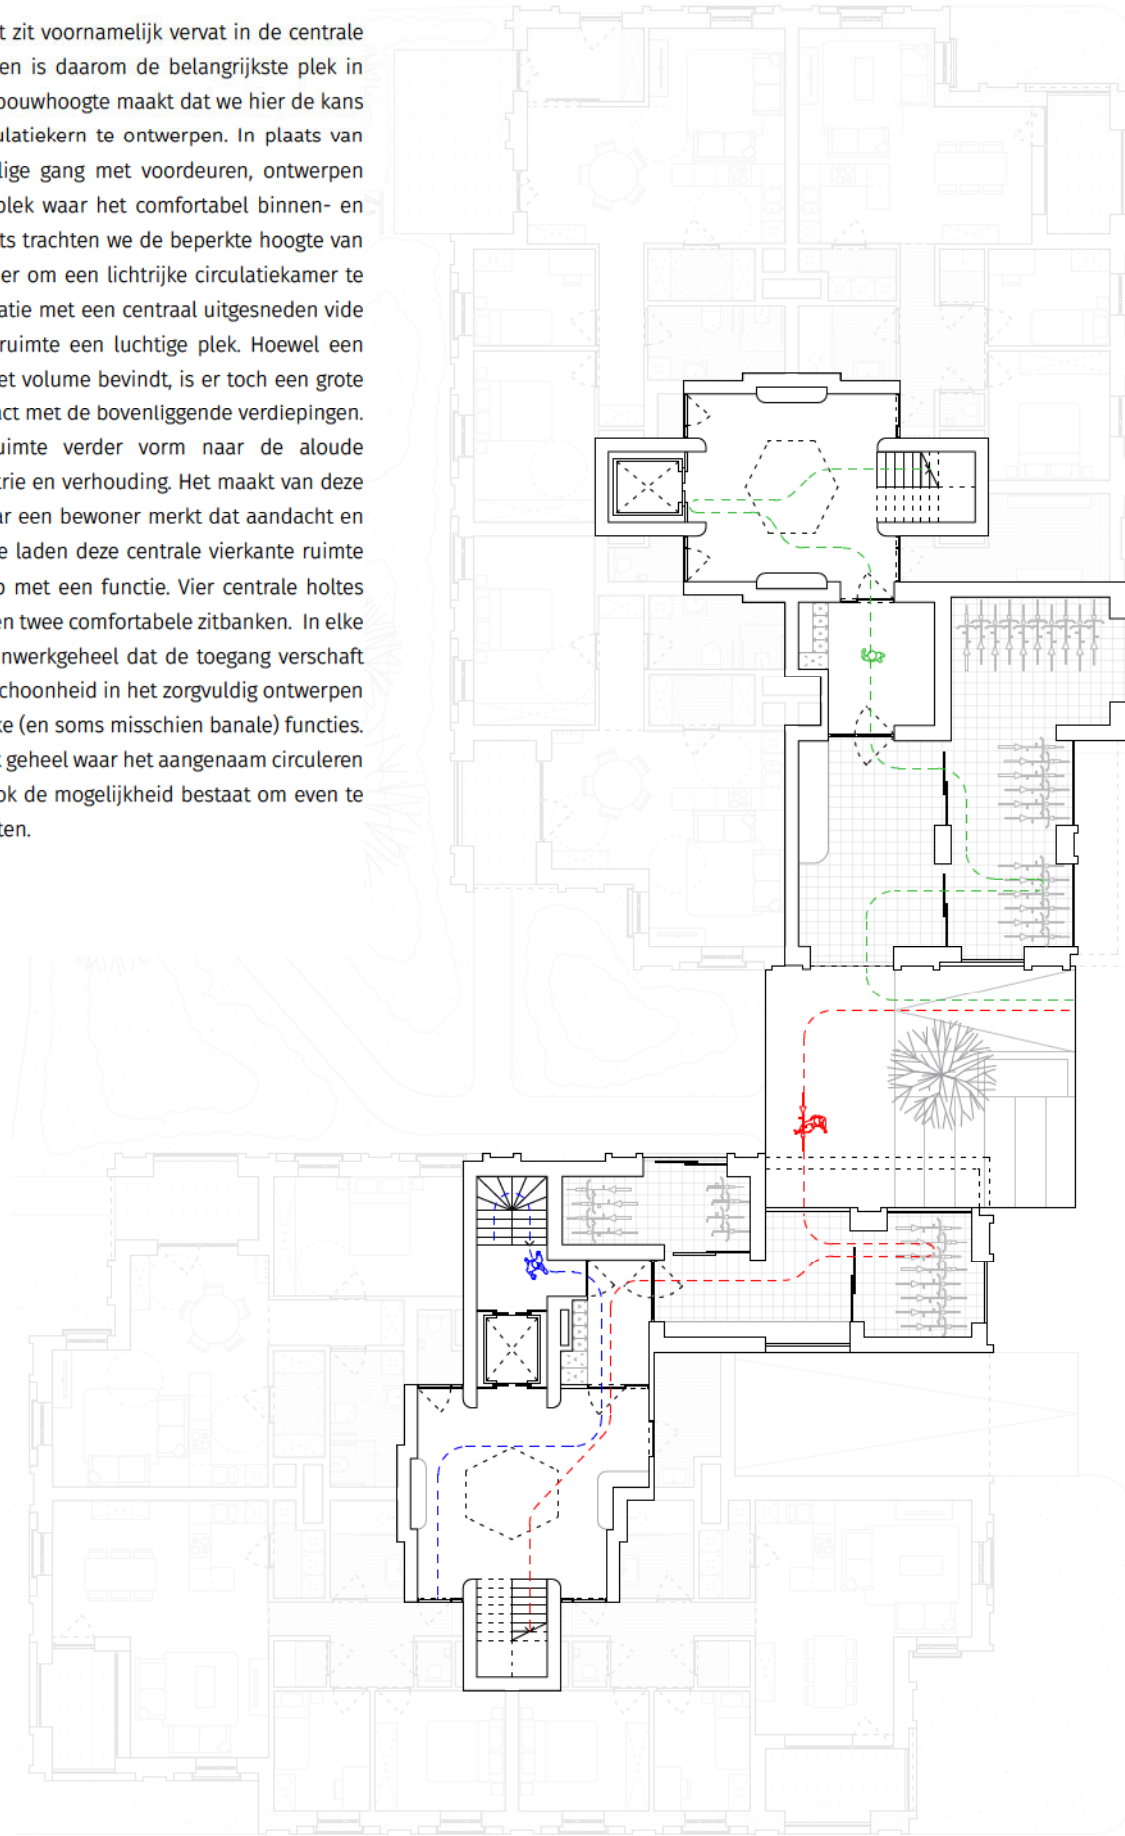 t zit voornamelijk vervat in de centrale
en is daarom de belangrijkste plek in
bouwhoogte maakt dat we hier de kans
ulatiekern te ontwerpen. In plaats van
lige gang met voordeuren, ontwerpen
plek waar het comfortabel binnen- en
ts trachten we de beperkte hoogte van
er om een lichtrijke circulatiekamer te
atie met een centraal uitgesneden vide
ruimte een luchtige plek. Hoewel een
et volume bevindt, is er toch een grote
act met de bovenliggende verdiepingen.
uimte verder vorm naar de aloude
trie en verhouding. Het maakt van deze
ar een bewoner merkt dat aandacht en
e laden deze centrale vierkante ruimte
p met een functie. Vier centrale holtes
en twee comfortabele zitbanken. In elke
nwerkgeheel dat de toegang verschaft
schoonheid in het zorgvuldig ontwerpen
ke (en soms misschien banale) functies.
k geheel waar het aangenaam circuleren
ok de mogelijkheid bestaat om even te
ten.